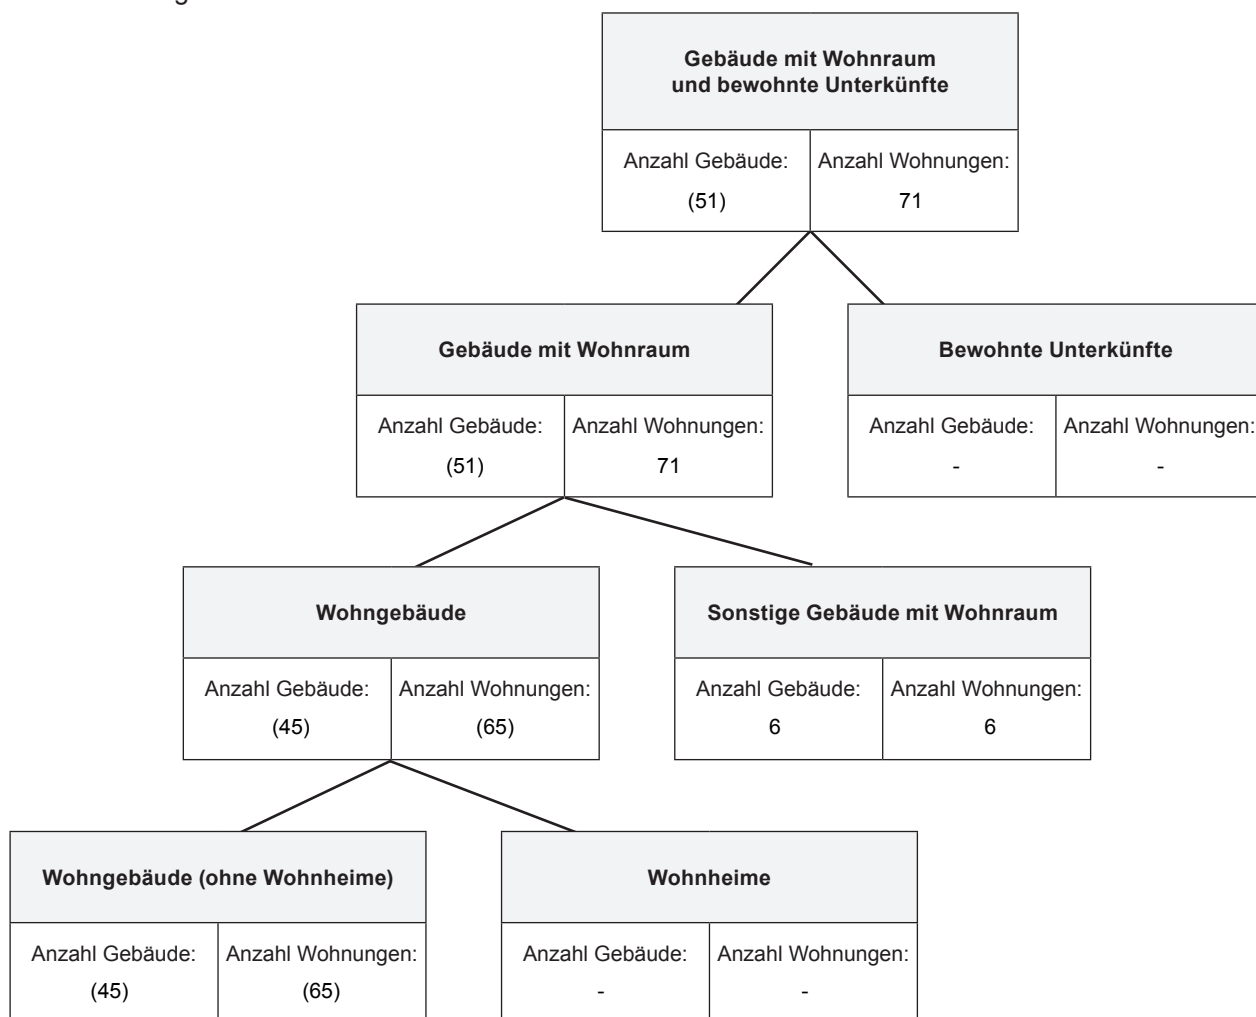 Gebäude mit Wohnraum
und bewohnte Unterkünfte
Anzahl Gebäude: Anzahl Wohnungen:
(51) 71
Gebäude mit Wohnraum
Anzahl Gebäude: Anzahl Wohnungen:
(51) 71
Bewohnte Unterkünfte
Anzahl Gebäude: Anzahl Wohnungen:
- -
Wohngebäude
Anzahl Gebäude: Anzahl Wohnungen:
(45) (65)
Sonstige Gebäude mit Wohnraum
Anzahl Gebäude: Anzahl Wohnungen:
6 6
Wohngebäude (ohne Wohnheime)
Anzahl Gebäude: Anzahl Wohnungen:
(45) (65)
Wohnheime
Anzahl Gebäude: Anzahl Wohnungen:
- -